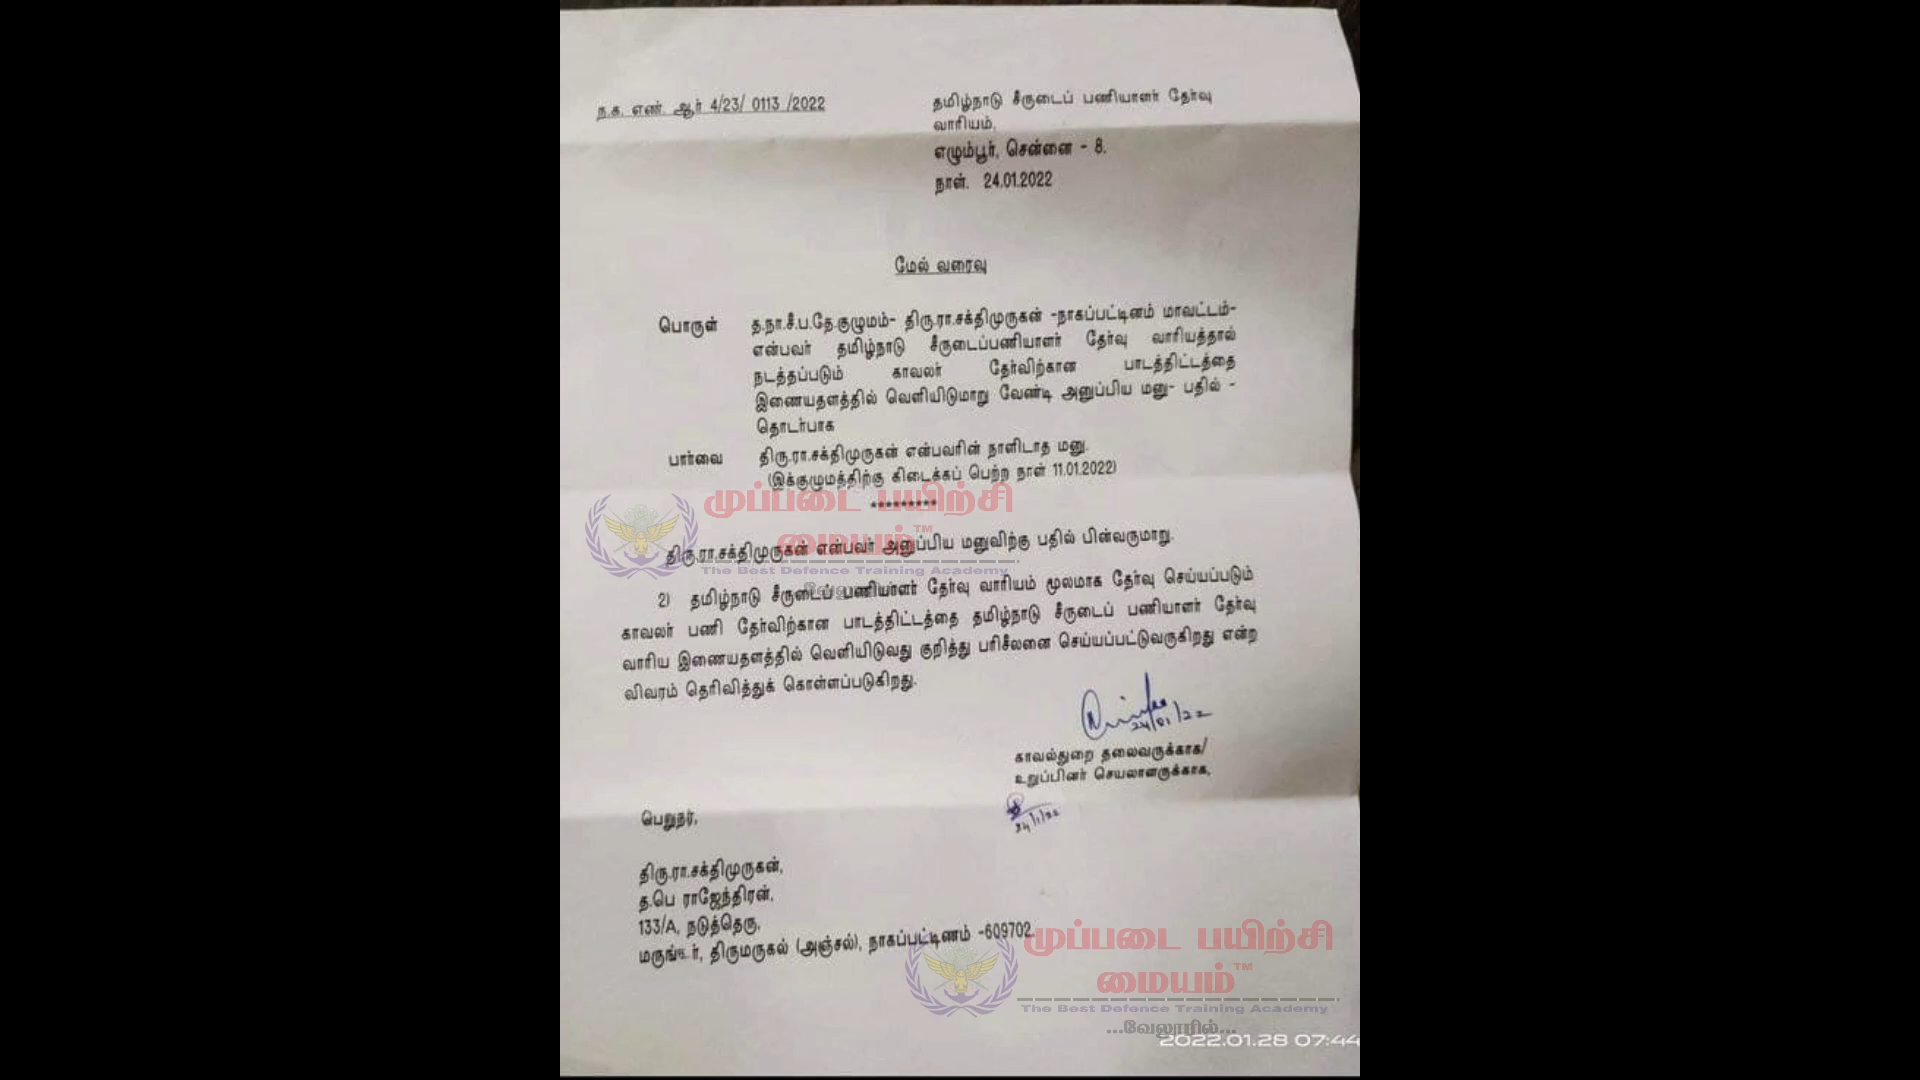 ந.க. எண். ஆர் 4/23/ 0113 /2022
தமிழ்நாடு சீருடைப் பணியாளர் தேர்வு
வாரியம்,
எழும்பூர், சென்னை - 8.
நாள். 24.01.2022
மேல் வரைவு
பொருள் த.நா.சீ.ப.தே.குழுமம்- திரு.ரா.சக்திமுருகன் -நாகப்பட்டினம் மாவட்டம்-
என்பவர் தமிழ்நாடு சீருடைப்பணியாளர் தேர்வு வாரியத்தால்
நடத்தப்படும் காவலர் தேர்விற்கான பாடத்திட்டத்தை
இணையதளத்தில் வெளியிடுமாறு வேண்டி அனுப்பிய மனு- பதில் -
தொடர்பாக
பார்வை திரு.ரா.சக்திமுருகன் என்பவரின் நாளிடாத மனு.
(இக்குழுமத்திற்கு கிடைக்கப் பெற்ற நாள் 11.01.2022)
*********
முப்படை பயிற்சி
மையம்™
The Best Defence Training Academy
திரு.ரா.சக்திமுருகன் என்பவர் அனுப்பிய மனுவிற்கு பதில் பின்வருமாறு.
2) தமிழ்நாடு சீருடைப் பணியாளர் தேர்வு வாரியம் மூலமாக தேர்வு செய்யப்படும்
காவலர் பணி தேர்விற்கான பாடத்திட்டத்தை தமிழ்நாடு சீருடைப் பணியாளர் தேர்வு
வாரிய இணையதளத்தில் வெளியிடுவது குறித்து பரிசீலனை செய்யப்பட்டுவருகிறது என்ற
விவரம் தெரிவித்துக் கொள்ளப்படுகிறது.
24/01/22
காவல்துறை தலைவருக்காக/
உறுப்பினர் செயலாளருக்காக,
24/1/22
பெறுநர்,
திரு.ரா.சக்திமுருகன்,
த.பெ ராஜேந்திரன்,
133/A, நடுத்தெரு,
திருமருகல் (அஞ்சல்), நாகப்பட்டிணம் -609702.
முப்படை பயிற்சி
மையம்™
The Best Defence Training Academy
...வேலூரில்...
2022.01.28 07:44